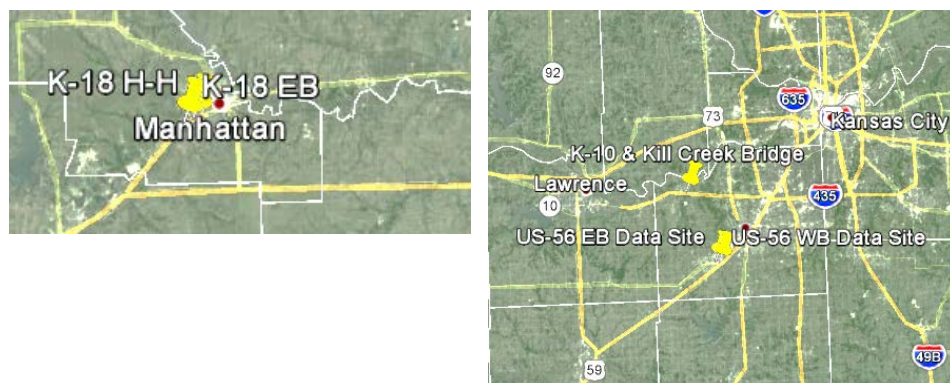 K-18 H-H K-18 EB
Manhattan
92
635
73
Kansas City
K-10 & Kill Creek Bridge
Lawrence
10
435
US-56 EB Data Site US-56 WB Data Site
49B
59